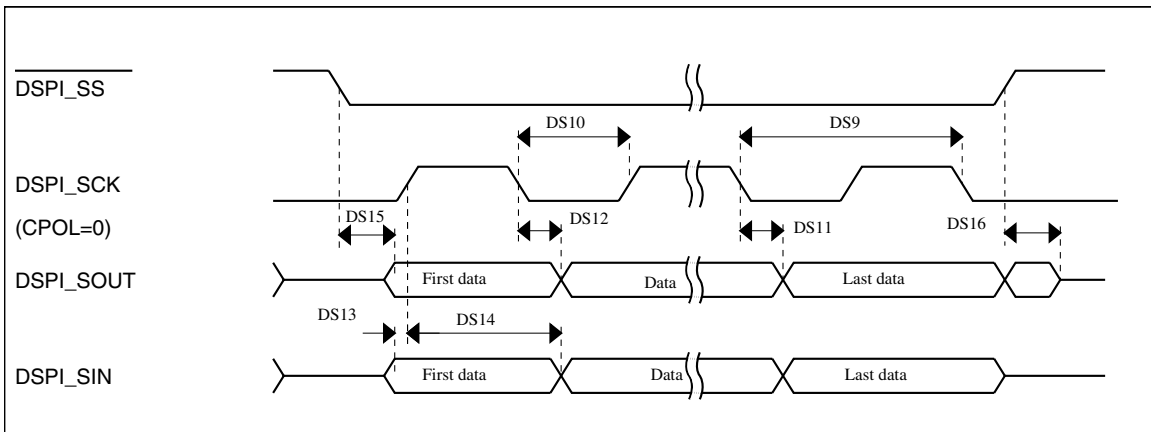 DSPI_SS
DS10
DS9
DSPI_SCK
(CPOL=0)
DS15
DS12
DS11
DS16
DSPI_SOUT
First data
Data
Last data
DS13
DS14
DSPI_SIN
First data
Data
Last data